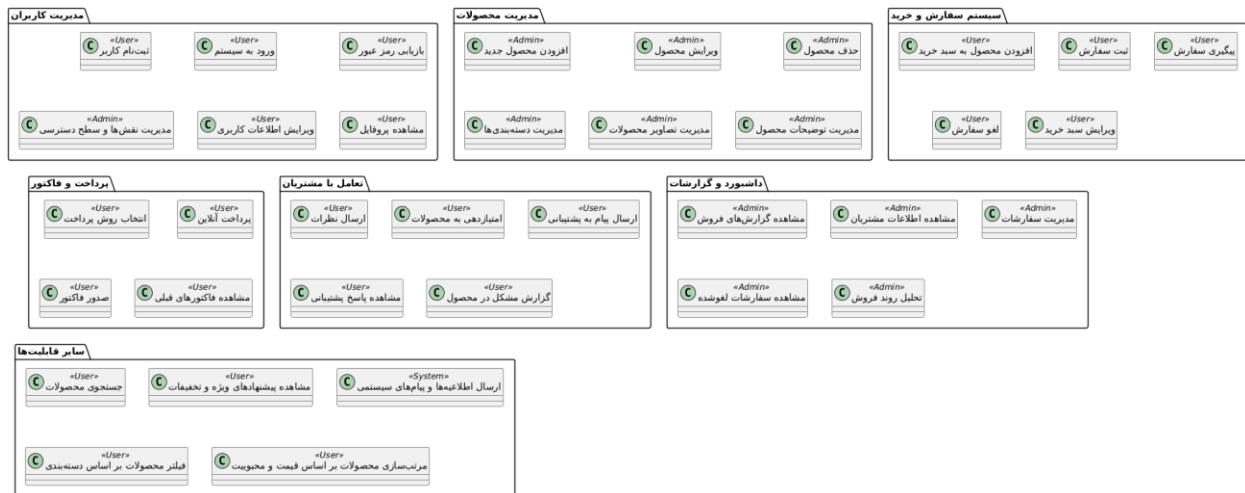 مدیریت کاربران
«User»
C ثبت‌نام کاربر
«User»
C ورود به سیستم
«User»
C بازیابی رمز عبور
«Admin»
C مدیریت نقش‌ها و سطح دسترسی
«User»
C ویرایش اطلاعات کاربری
«User»
C مشاهده پروفایل
مدیریت محصولات
«Admin»
C افزودن محصول جدید
«Admin»
C ویرایش محصول
«Admin»
C حذف محصول
«Admin»
C مدیریت دسته‌بندی‌ها
«Admin»
C مدیریت تصاویر محصولات
«Admin»
C مدیریت توضیحات محصول
سیستم سفارش و خرید
«User»
C افزودن محصول به سبد خرید
«User»
C ثبت سفارش
«User»
C پیگیری سفارش
«User»
C لغو سفارش
«User»
C ویرایش سبد خرید
پرداخت و فاکتور
«User»
C انتخاب روش پرداخت
«User»
C پرداخت آنلاین
«User»
C صدور فاکتور
«User»
C مشاهده فاکتورهای قبلی
تعامل با مشتریان
«User»
C ارسال نظرات
«User»
C امتیازدهی به محصولات
«User»
C ارسال پیام به پشتیبانی
«User»
C مشاهده پاسخ پشتیبانی
«User»
C گزارش مشکل در محصول
داشبورد و گزارشات
«Admin»
C مشاهده گزارش‌های فروش
«Admin»
C مشاهده اطلاعات مشتریان
«Admin»
C مدیریت سفارشات
«Admin»
C مشاهده سفارشات لغوشده
«Admin»
C تحلیل روند فروش
سایر قابلیت‌ها
«User»
C جستجوی محصولات
«User»
C مشاهده پیشنهادهای ویژه و تخفیفات
«System»
C ارسال اطلاعیه‌ها و پیام‌های سیستمی
«User»
C فیلتر محصولات بر اساس دسته‌بندی
«User»
C مرتب‌سازی محصولات بر اساس قیمت و محبوبیت